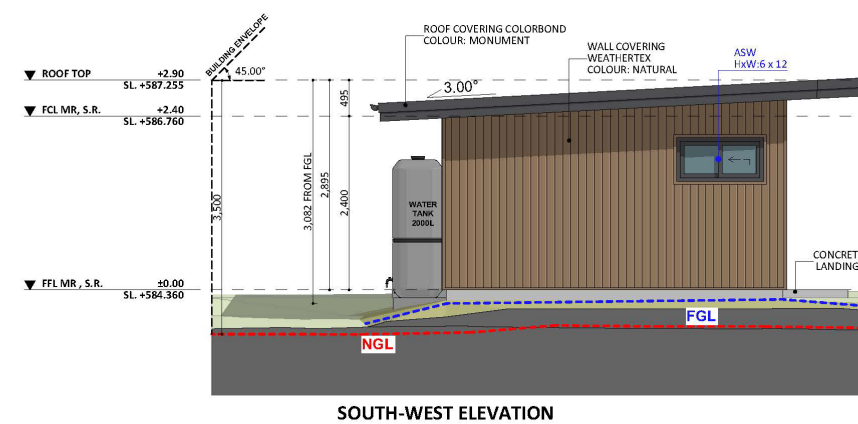 BUILDING ENVELOPE
45.00°
ROOF TOP +2.90
SL. +587.255
FCL MR, S.R. +2.40
SL. +586.760
FFL MR , S.R. ±0.00
SL. +584.360
3,500
3,082 FROM FGL
2,895
495
2,400
3.00°
ROOF COVERING COLORBOND
COLOUR: MONUMENT
WALL COVERING
WEATHERTEX
COLOUR: NATURAL
ASW
HxW:6 x 12
WATER
TANK
2000L
CONCRET
LANDING
FGL
NGL
SOUTH-WEST ELEVATION